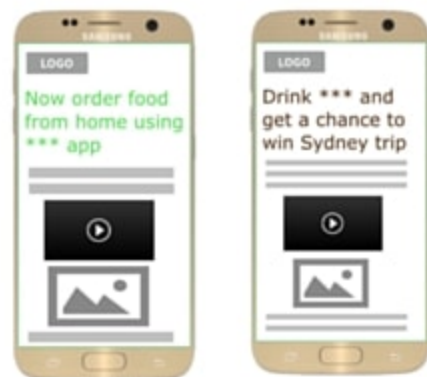 SAMSUNG
LOGO
Now order food
from home using
*** app
SAMSUNG
LOGO
Drink *** and
get a chance to
win Sydney trip